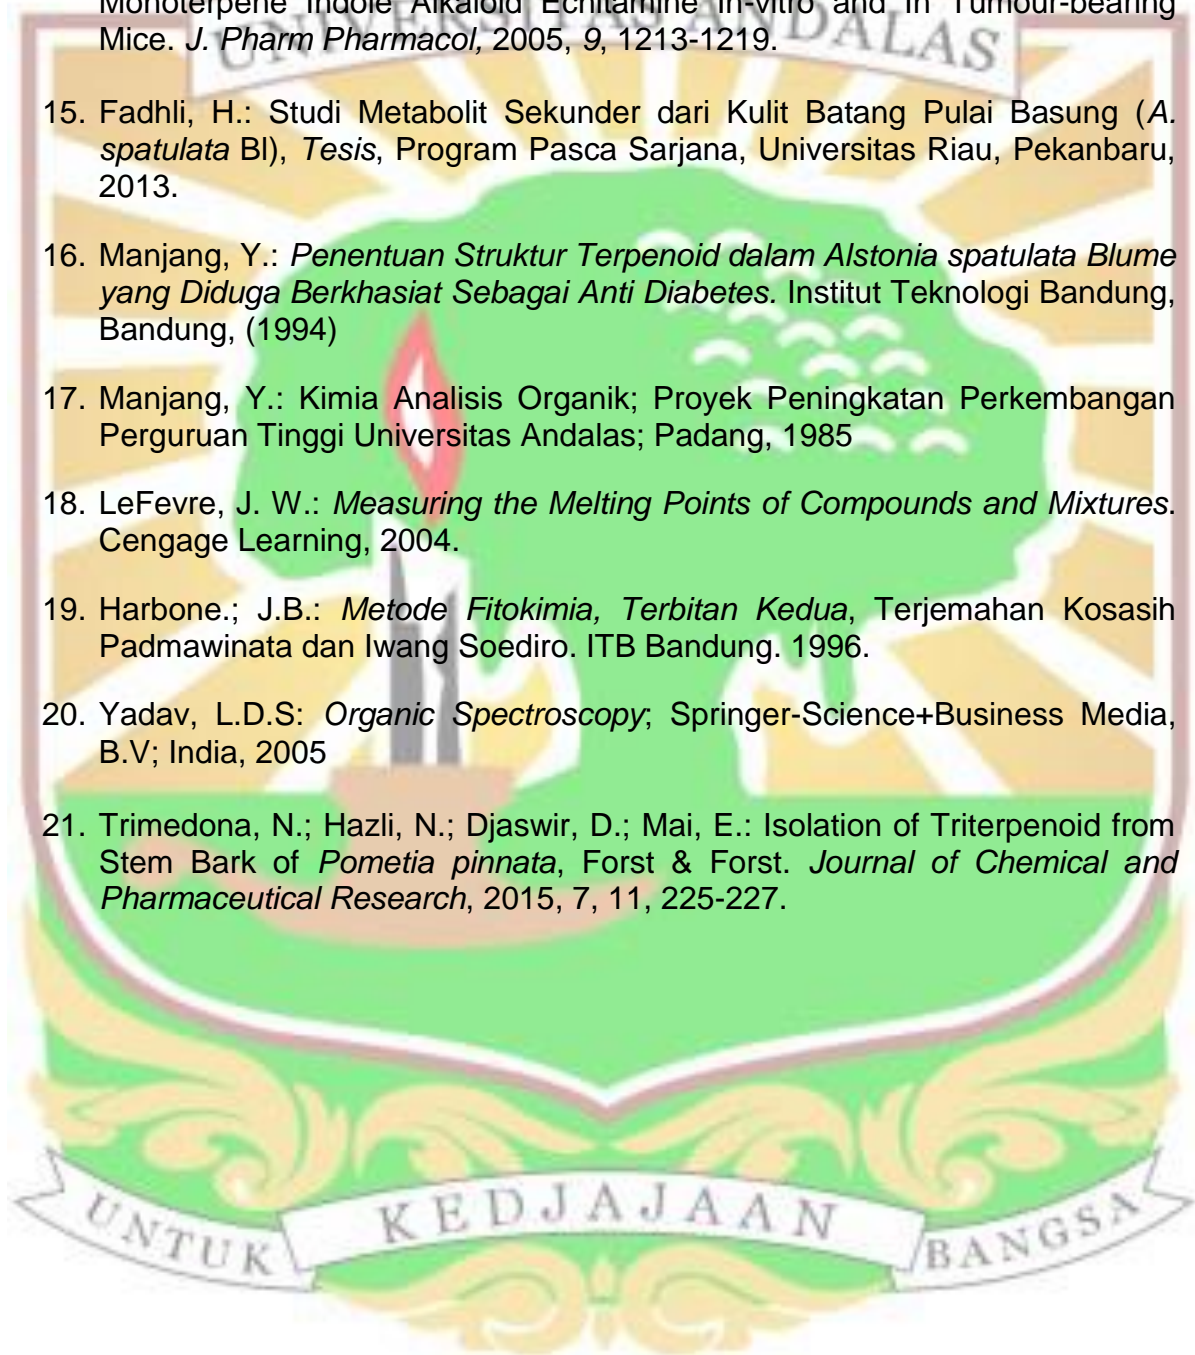 Monoterpene Indole Alkaloid Echitamine In-vitro and In Tumour-bearing
UNIVERSITAS ANDALAS
Mice. J. Pharm Pharmacol, 2005, 9, 1213-1219.
15. Fadhli, H.: Studi Metabolit Sekunder dari Kulit Batang Pulai Basung (A.
spatulata Bl), Tesis, Program Pasca Sarjana, Universitas Riau, Pekanbaru,
2013.
16. Manjang, Y.: Penentuan Struktur Terpenoid dalam Alstonia spatulata Blume
yang Diduga Berkhasiat Sebagai Anti Diabetes. Institut Teknologi Bandung,
Bandung, (1994)
17. Manjang, Y.: Kimia Analisis Organik; Proyek Peningkatan Perkembangan
Perguruan Tinggi Universitas Andalas; Padang, 1985
18. LeFevre, J. W.: Measuring the Melting Points of Compounds and Mixtures.
Cengage Learning, 2004.
19. Harbone.; J.B.: Metode Fitokimia, Terbitan Kedua, Terjemahan Kosasih
Padmawinata dan Iwang Soediro. ITB Bandung. 1996.
20. Yadav, L.D.S: Organic Spectroscopy; Springer-Science+Business Media,
B.V; India, 2005
21. Trimedona, N.; Hazli, N.; Djaswir, D.; Mai, E.: Isolation of Triterpenoid from
Stem Bark of Pometia pinnata, Forst & Forst. Journal of Chemical and
Pharmaceutical Research, 2015, 7, 11, 225-227.
UNTUK KEDJAJAAN BANGSA